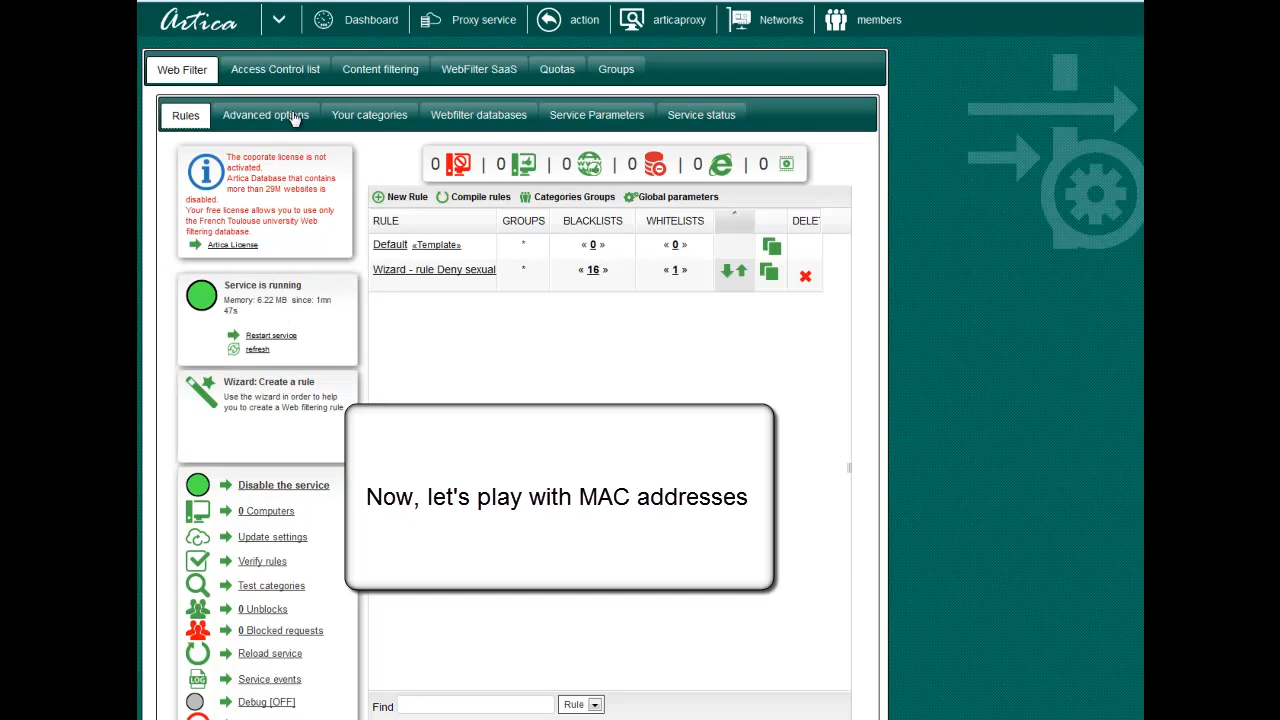 Artica
Dashboard
Proxy service
action
articaproxy
Networks
members
Web Filter
Access Control list
Content filtering
WebFilter SaaS
Quotas
Groups
Rules
Advanced options
Your categories
Webfilter databases
Service Parameters
Service status
The coporate license is not
activated.
Artica Database that contains
more than 29M websites is
disabled.
Your free license allows you to use only
the French Toulouse university Web
filtering database.
Artica License
0 | 0 | 0 | 0 | 0 | 0
New Rule
Compile rules
Categories Groups
Global parameters
RULE GROUPS BLACKLISTS WHITELISTS DELE
Default «Template» * « 0 » « 0 »
Wizard - rule Deny sexual * « 16 » « 1 »
Service is running
Memory: 6.22 MB since: 1mn
47s
Restart service
refresh
Wizard: Create a rule
Use the wizard in order to help
you to create a Web filtering rule
Now, let's play with MAC addresses
Disable the service
0 Computers
Update settings
Verify rules
Test categories
0 Unblocks
0 Blocked requests
Reload service
LOG
Service events
Debug [OFF]
Find
Rule